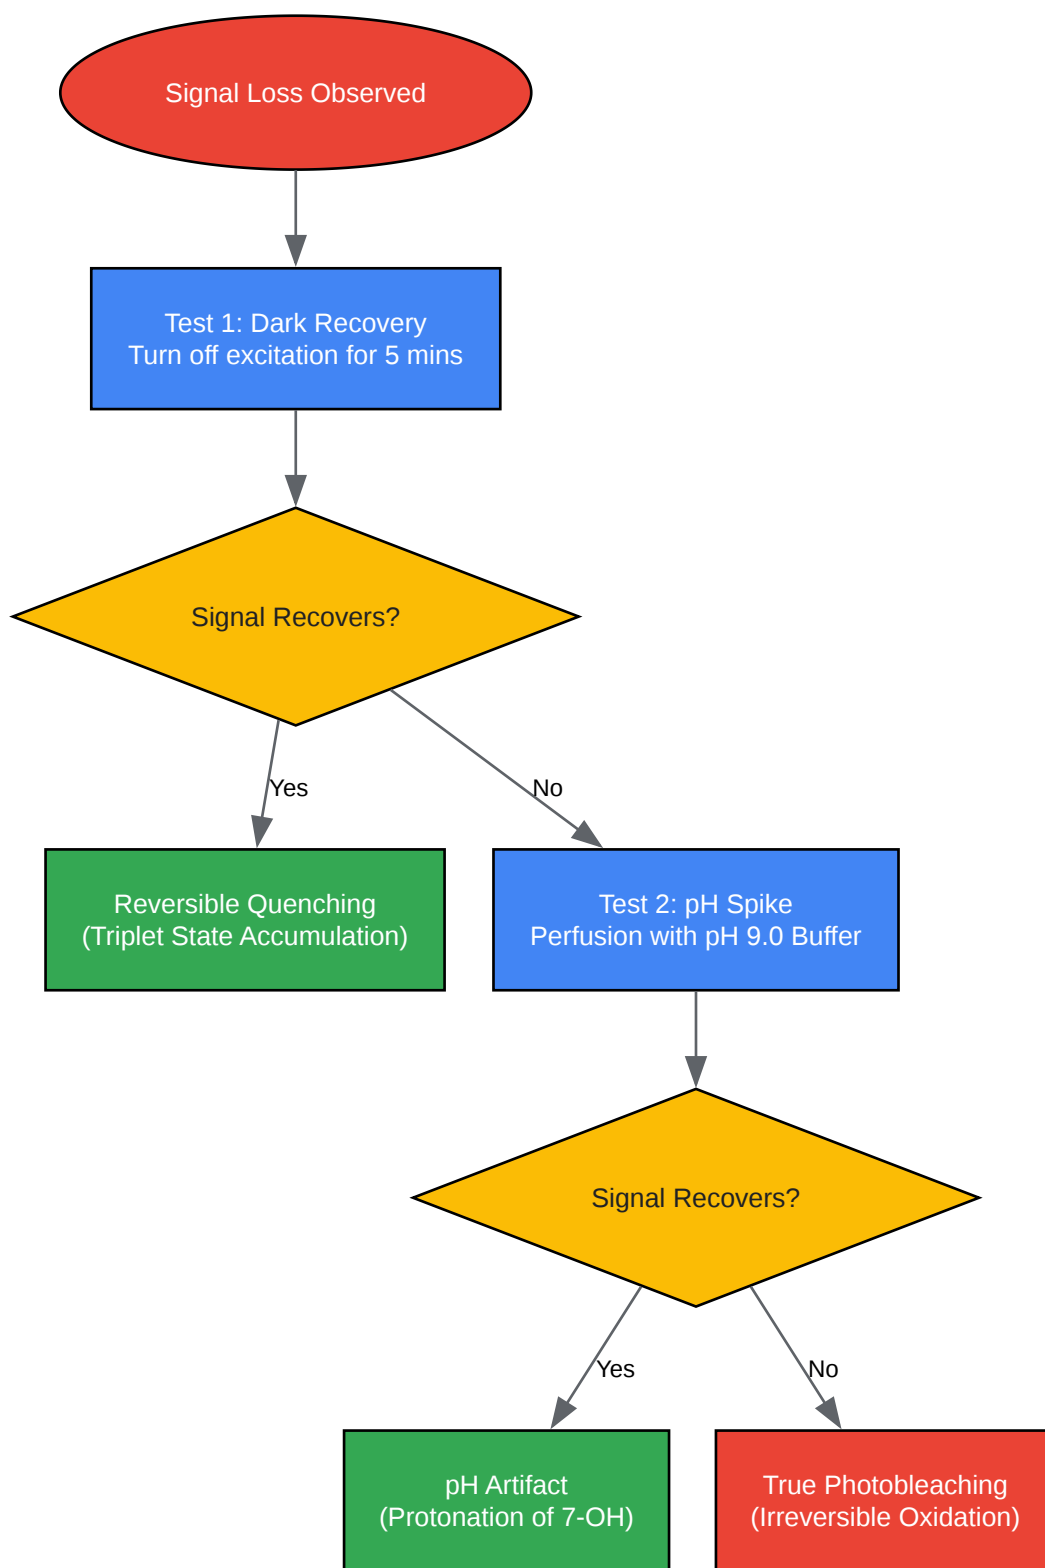 Signal Loss Observed
Test 1: Dark Recovery
Turn off excitation for 5 mins
Signal Recovers?
Yes
No
Reversible Quenching
(Triplet State Accumulation)
Test 2: pH Spike
Perfusion with pH 9.0 Buffer
Signal Recovers?
Yes
No
pH Artifact
(Protonation of 7-OH)
True Photobleaching
(Irreversible Oxidation)